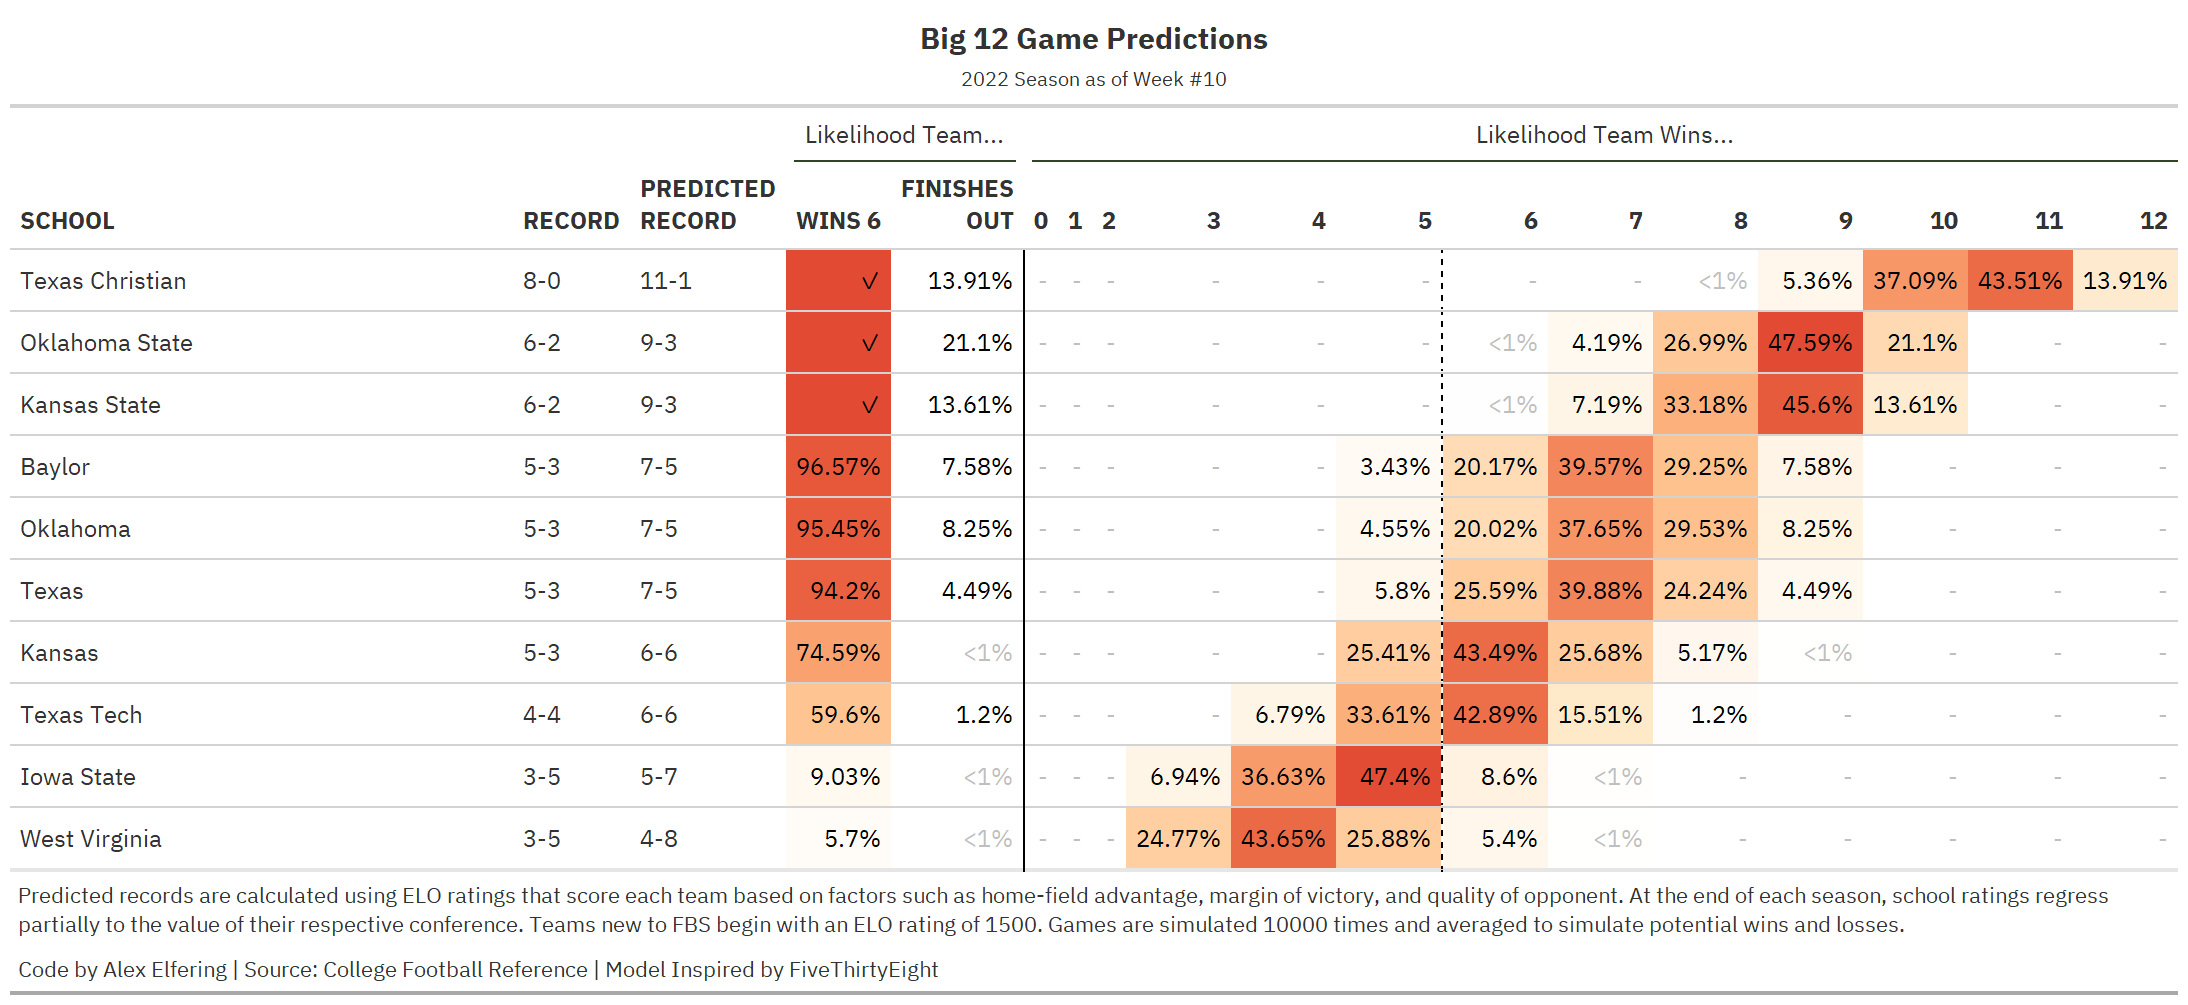 Big 12 Game Predictions
2022 Season as of Week #10
Likelihood Team... Likelihood Team Wins...
SCHOOL RECORD PREDICTED RECORD WINS 6 FINISHES OUT 0 1 2 3 4 5 6 7 8 9 10 11 12
Texas Christian 8-0 11-1 ✓ 13.91% - - - - - - - - <1% 5.36% 37.09% 43.51% 13.91%
Oklahoma State 6-2 9-3 ✓ 21.1% - - - - - - <1% 4.19% 26.99% 47.59% 21.1% - -
Kansas State 6-2 9-3 ✓ 13.61% - - - - - - <1% 7.19% 33.18% 45.6% 13.61% - -
Baylor 5-3 7-5 96.57% 7.58% - - - - - 3.43% 20.17% 39.57% 29.25% 7.58% - - -
Oklahoma 5-3 7-5 95.45% 8.25% - - - - - 4.55% 20.02% 37.65% 29.53% 8.25% - - -
Texas 5-3 7-5 94.2% 4.49% - - - - - 5.8% 25.59% 39.88% 24.24% 4.49% - - -
Kansas 5-3 6-6 74.59% <1% - - - - - 25.41% 43.49% 25.68% 5.17% <1% - - -
Texas Tech 4-4 6-6 59.6% 1.2% - - - - 6.79% 33.61% 42.89% 15.51% 1.2% - - - -
Iowa State 3-5 5-7 9.03% <1% - - - 6.94% 36.63% 47.4% 8.6% <1% - - - - -
West Virginia 3-5 4-8 5.7% <1% - - - 24.77% 43.65% 25.88% 5.4% <1% - - - - -
Predicted records are calculated using ELO ratings that score each team based on factors such as home-field advantage, margin of victory, and quality of opponent. At the end of each season, school ratings regress
partially to the value of their respective conference. Teams new to FBS begin with an ELO rating of 1500. Games are simulated 10000 times and averaged to simulate potential wins and losses.
Code by Alex Elfering | Source: College Football Reference | Model Inspired by FiveThirtyEight